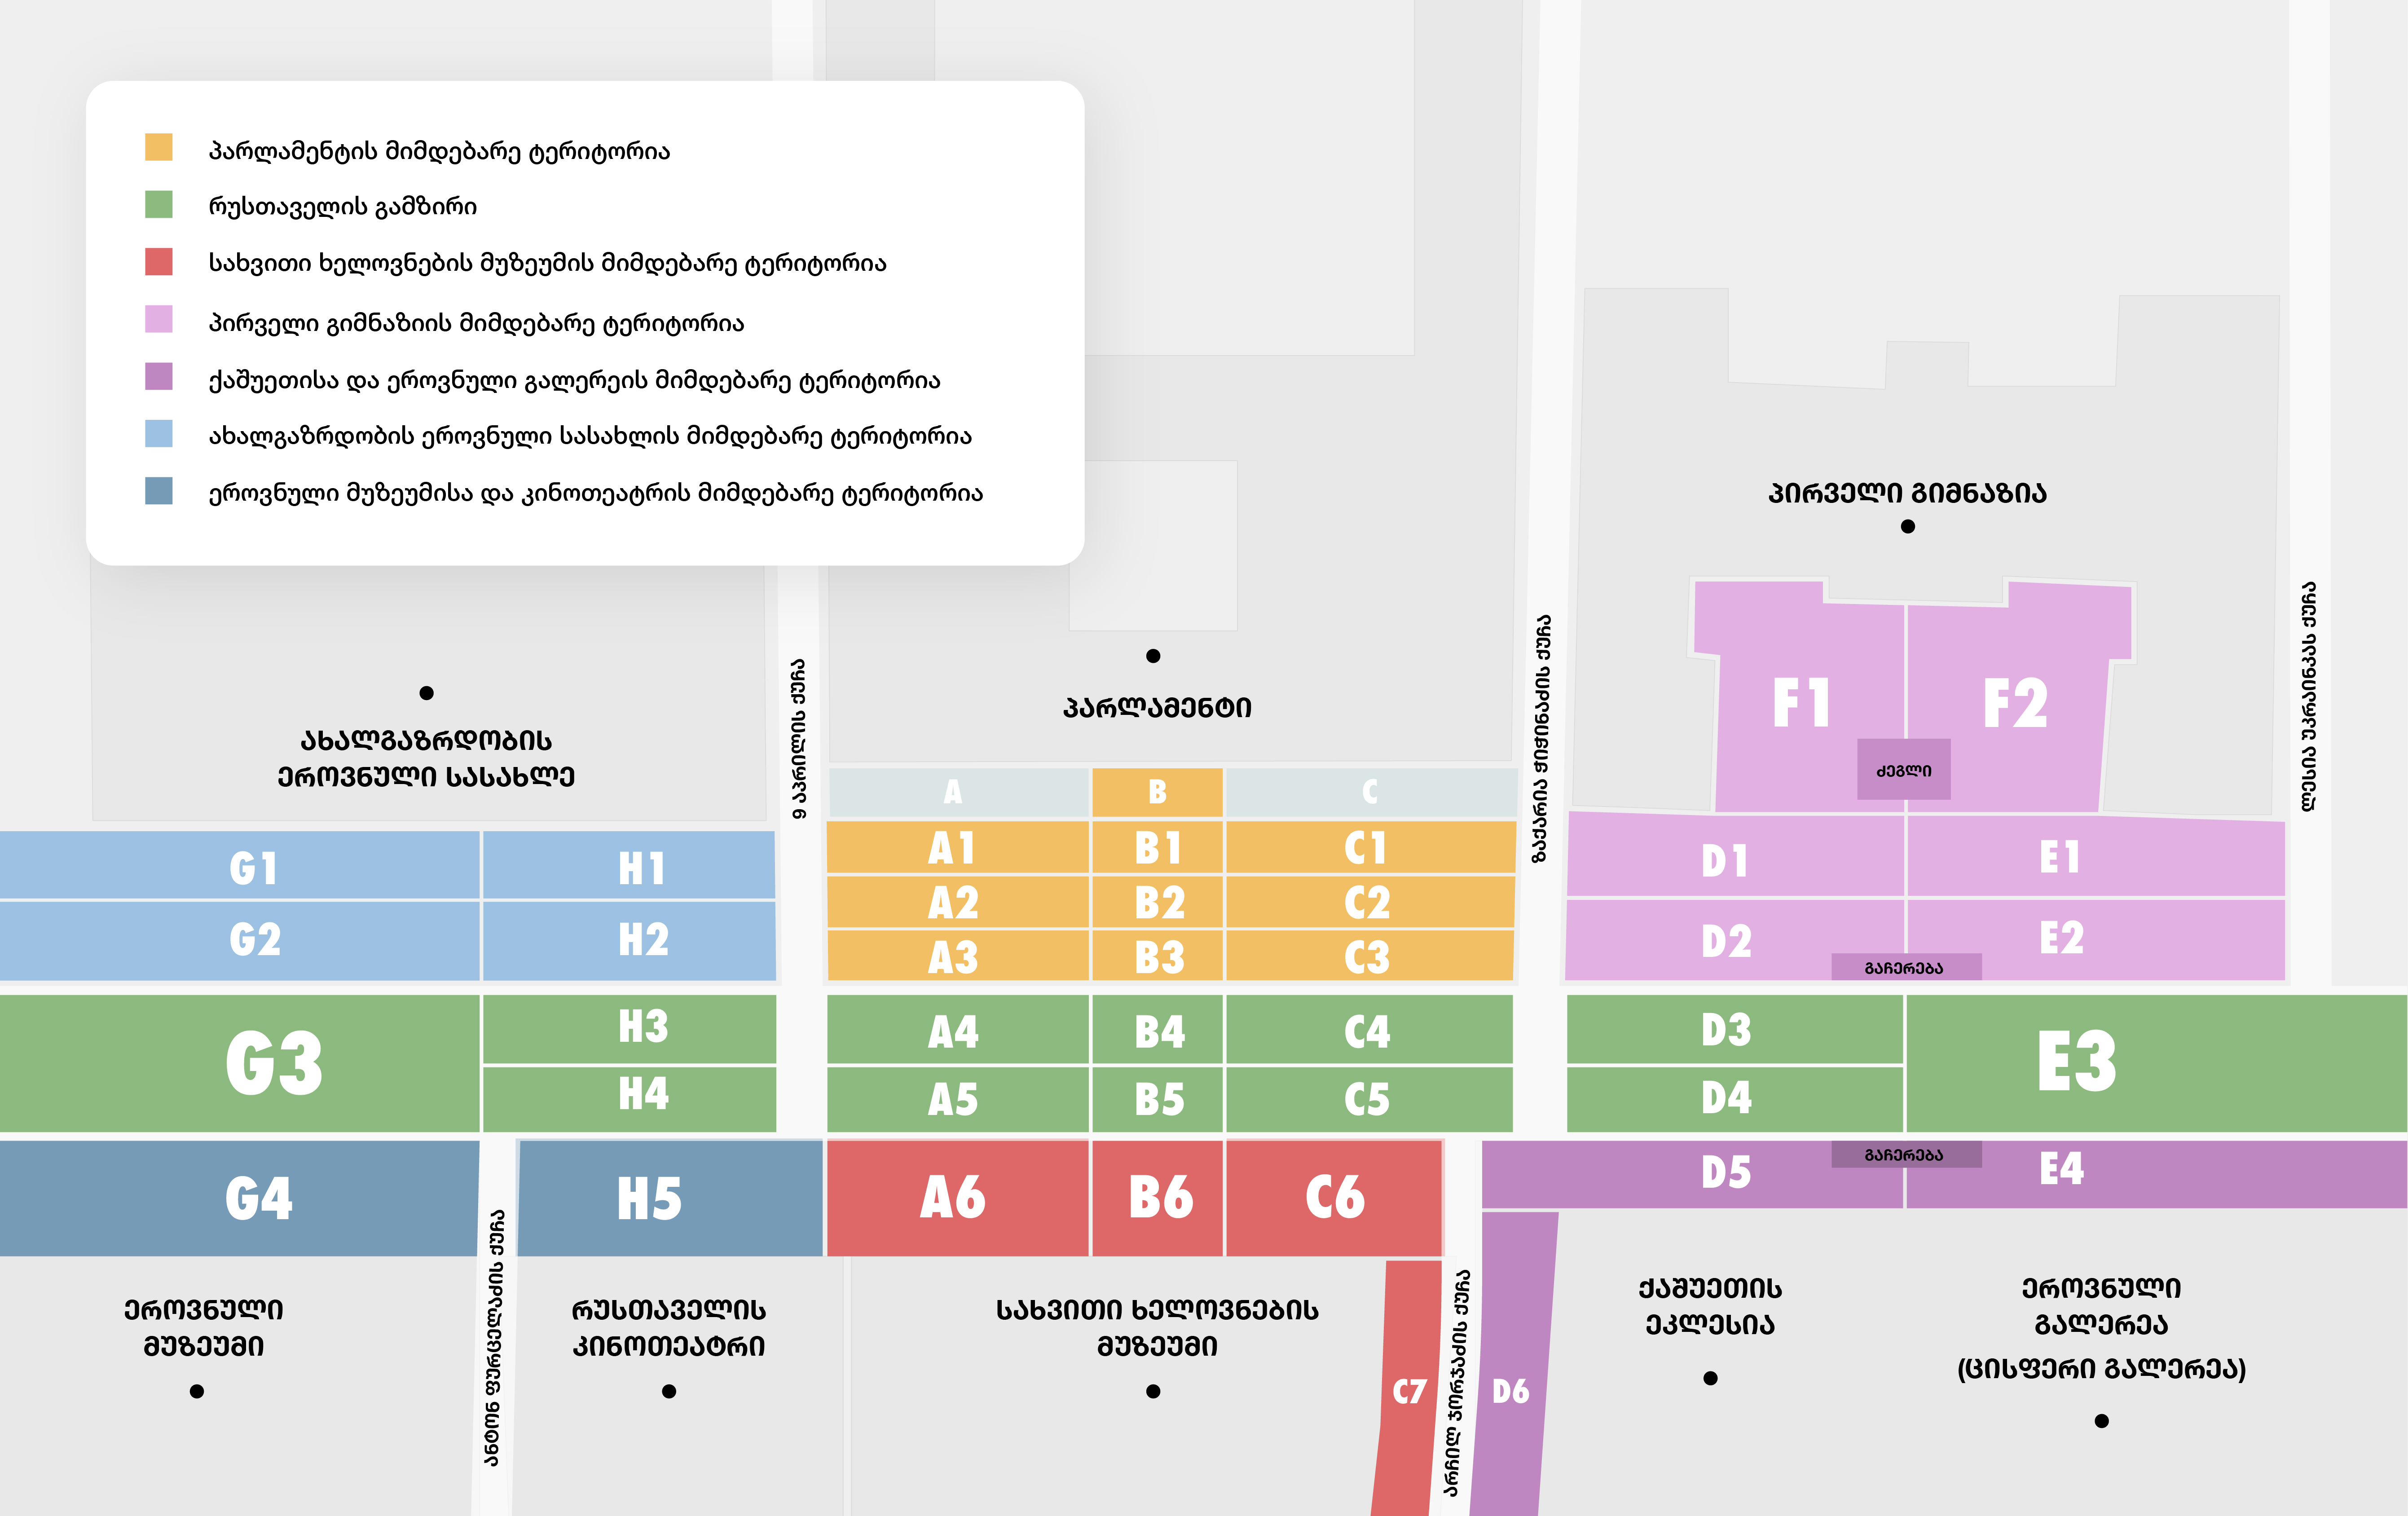 პარლამენტის მიმდებარე ტერიტორია
რუსთაველის გამზირი
სახვითი ხელოვნების მუზეუმის მიმდებარე ტერიტორია
პირველი გიმნაზიის მიმდებარე ტერიტორია
ქაშუეთისა და ეროვნული გალერეის მიმდებარე ტერიტორია
ახალგაზრდობის ეროვნული სასახლის მიმდებარე ტერიტორია
ეროვნული მუზეუმისა და კინოთეატრის მიმდებარე ტერიტორია
პირველი გიმნაზია
ახალგაზრდობის
ეროვნული სასახლე
9 აპრილის ქუჩა
პარლამენტი
ზაქარია ჭიჭინაძის ქუჩა
ლესია უკრაინკას ქუჩა
F1
F2
ძეგლი
A
B
C
G1
H1
A1
B1
C1
D1
E1
A2
B2
C2
G2
H2
A3
B3
C3
D2
E2
გაჩერება
G3
H3
H4
A4
B4
C4
A5
B5
C5
D3
D4
E3
G4
H5
A6
B6
C6
D5
გაჩერება
E4
ანტონ ფურცელაძის ქუჩა
C7
არჩილ ჯორჯაძის ქუჩა
D6
ეროვნული
მუზეუმი
რუსთაველის
კინოთეატრი
სახვითი ხელოვნების
მუზეუმი
ქაშუეთის
ეკლესია
ეროვნული
გალერეა
(ცისფერი გალერეა)